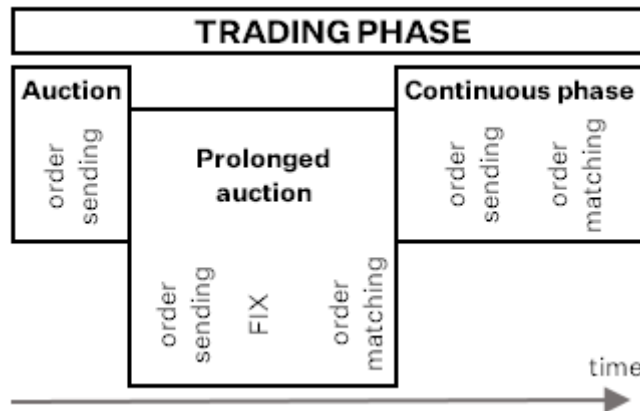 TRADING PHASE
Auction
order
sending
Prolonged
auction
order
sending
FIX
order
matching
Continuous phase
order
sending
order
matching
time